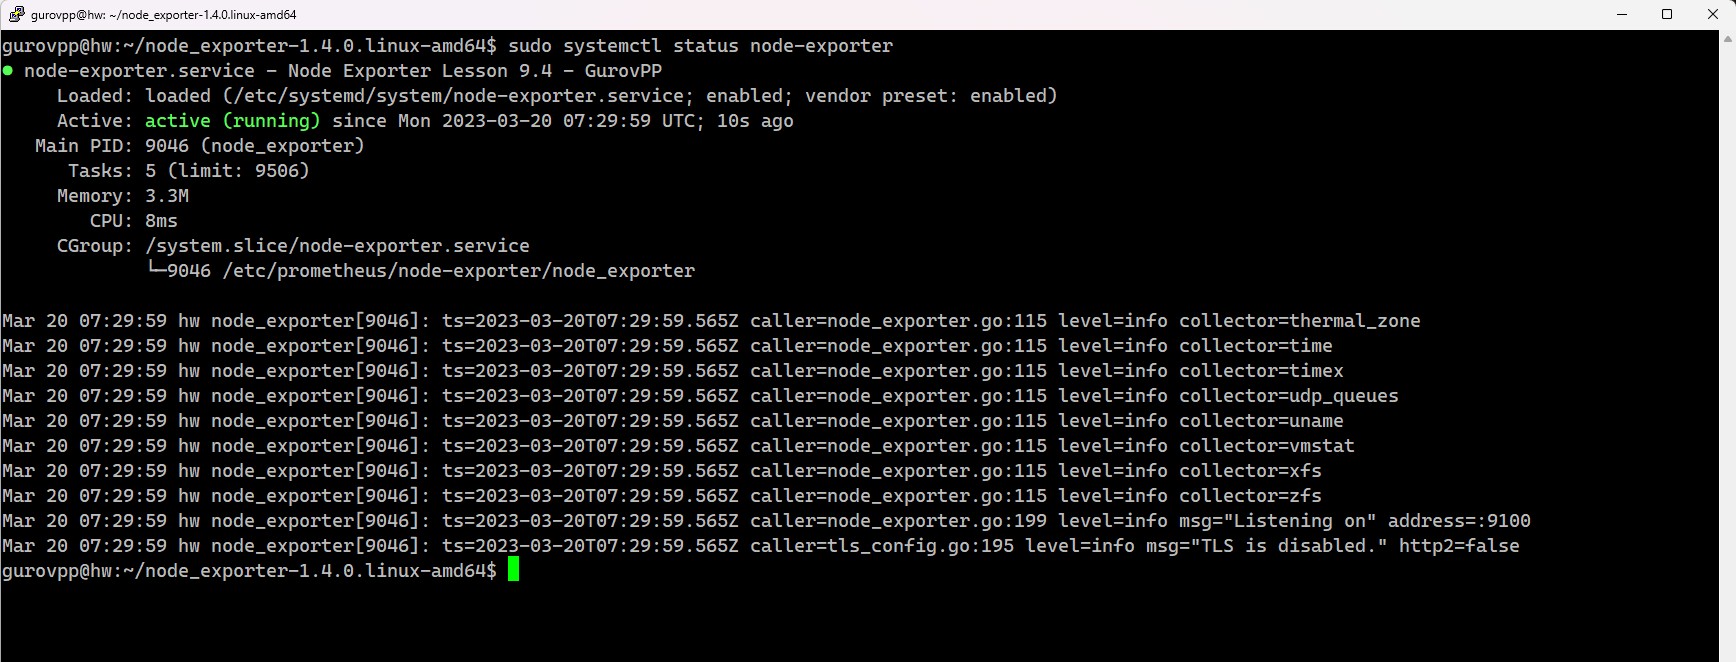 gurovpp@hw: ~/node_exporter-1.4.0.linux-amd64
gurovpp@hw:~/node_exporter-1.4.0.linux-amd64$ sudo systemctl status node-exporter
● node-exporter.service - Node Exporter Lesson 9.4 - GurovPP
     Loaded: loaded (/etc/systemd/system/node-exporter.service; enabled; vendor preset: enabled)
     Active: active (running) since Mon 2023-03-20 07:29:59 UTC; 10s ago
   Main PID: 9046 (node_exporter)
      Tasks: 5 (limit: 9506)
     Memory: 3.3M
        CPU: 8ms
     CGroup: /system.slice/node-exporter.service
             └─9046 /etc/prometheus/node-exporter/node_exporter
Mar 20 07:29:59 hw node_exporter[9046]: ts=2023-03-20T07:29:59.565Z caller=node_exporter.go:115 level=info collector=thermal_zone
Mar 20 07:29:59 hw node_exporter[9046]: ts=2023-03-20T07:29:59.565Z caller=node_exporter.go:115 level=info collector=time
Mar 20 07:29:59 hw node_exporter[9046]: ts=2023-03-20T07:29:59.565Z caller=node_exporter.go:115 level=info collector=timex
Mar 20 07:29:59 hw node_exporter[9046]: ts=2023-03-20T07:29:59.565Z caller=node_exporter.go:115 level=info collector=udp_queues
Mar 20 07:29:59 hw node_exporter[9046]: ts=2023-03-20T07:29:59.565Z caller=node_exporter.go:115 level=info collector=uname
Mar 20 07:29:59 hw node_exporter[9046]: ts=2023-03-20T07:29:59.565Z caller=node_exporter.go:115 level=info collector=vmstat
Mar 20 07:29:59 hw node_exporter[9046]: ts=2023-03-20T07:29:59.565Z caller=node_exporter.go:115 level=info collector=xfs
Mar 20 07:29:59 hw node_exporter[9046]: ts=2023-03-20T07:29:59.565Z caller=node_exporter.go:115 level=info collector=zfs
Mar 20 07:29:59 hw node_exporter[9046]: ts=2023-03-20T07:29:59.565Z caller=node_exporter.go:199 level=info msg="Listening on" address=:9100
Mar 20 07:29:59 hw node_exporter[9046]: ts=2023-03-20T07:29:59.565Z caller=tls_config.go:195 level=info msg="TLS is disabled." http2=false
gurovpp@hw:~/node_exporter-1.4.0.linux-amd64$